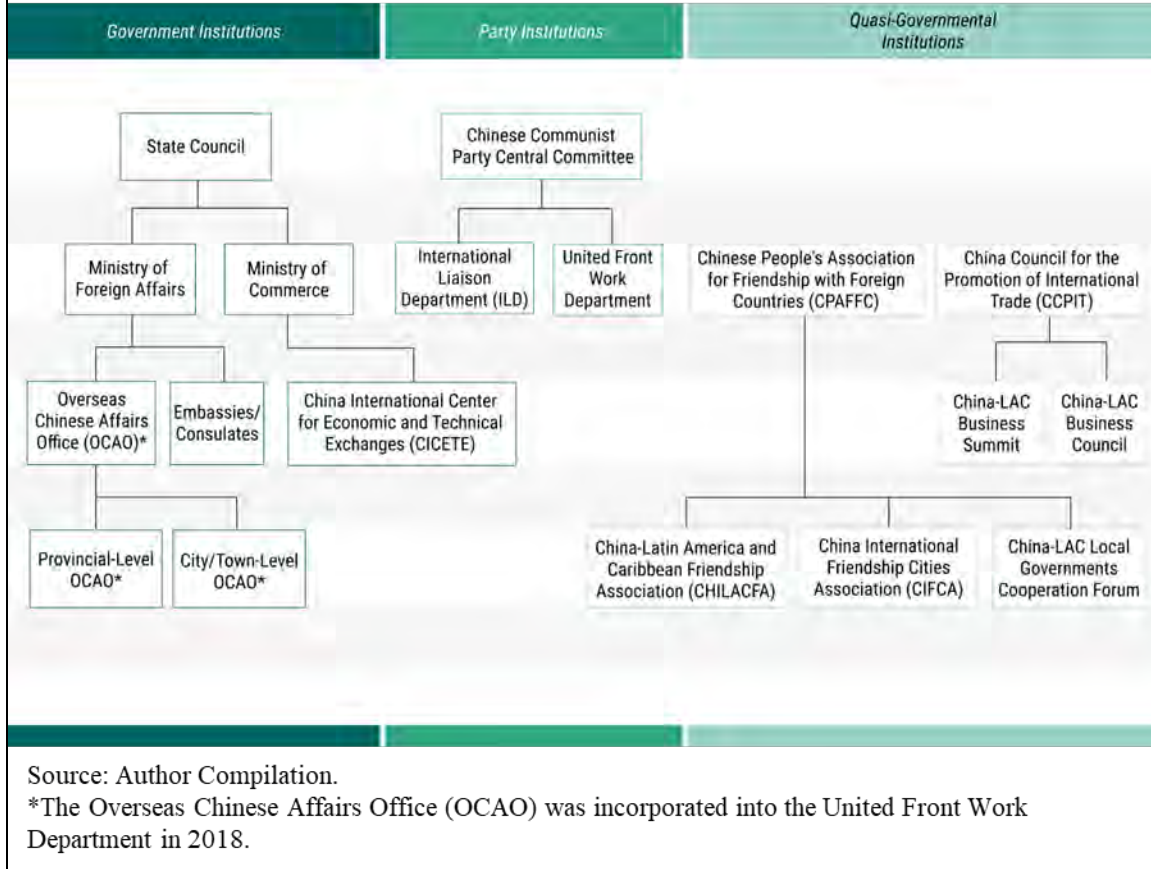 Government Institutions
Party Institutions
Quasi-Governmental
Institutions
State Council
Chinese Communist
Party Central Committee
Ministry of
Foreign Affairs
Ministry of
Commerce
International
Liaison
Department (ILD)
United Front
Work
Department
Chinese People's Association
for Friendship with Foreign
Countries (CPAFFC)
China Council for the
Promotion of International
Trade (CCPIT)
Overseas
Chinese Affairs
Office (OCAO)*
Embassies/
Consulates
China International Center
for Economic and Technical
Exchanges (CICETE)
China-LAC
Business
Summit
China-LAC
Business
Council
Provincial-Level
OCAO*
City/Town-Level
OCAO*
China-Latin America and
Caribbean Friendship
Association (CHILACFA)
China International
Friendship Cities
Association (CIFCA)
China-LAC Local
Governments
Cooperation Forum
Source: Author Compilation.
*The Overseas Chinese Affairs Office (OCAO) was incorporated into the United Front Work
Department in 2018.